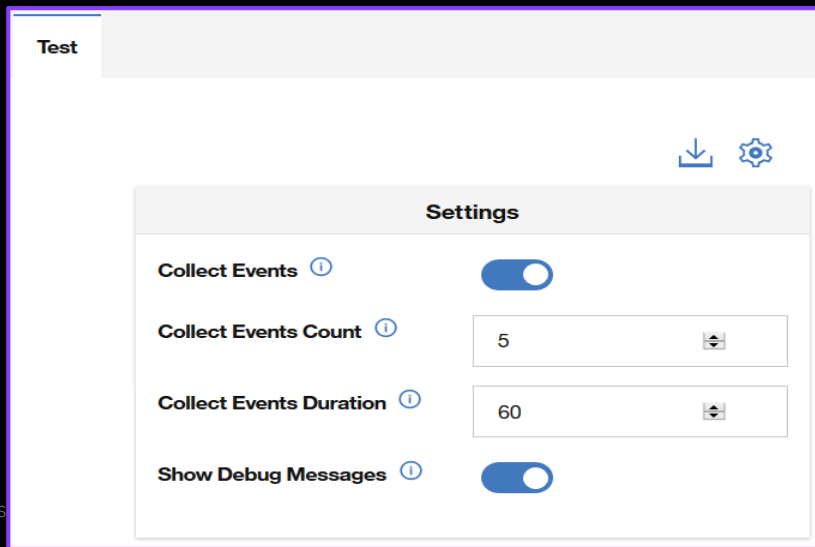 Test
Settings
Collect Events
Collect Events Count
5
Collect Events Duration
60
Show Debug Messages
s